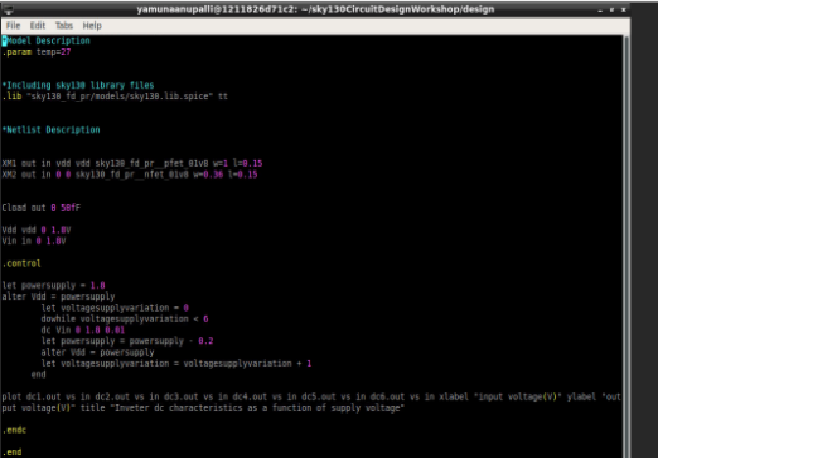 yamunaanupalli@1211826d71c2: ~/sky130CircuitDesignWorkshop/design
File Edit Tabs Help
*Model Description
.param temp=27
*Including sky130 library files
.lib "sky130_fd_pr/models/sky130.lib.spice" tt
*Netlist Description
XM1 out in vdd vdd sky130_fd_pr__pfet_01v8 w=1 l=0.15
XM2 out in 0 0 sky130_fd_pr__nfet_01v8 w=0.36 l=0.15
Cload out 0 50fF
Vdd vdd 0 1.8V
Vin in 0 1.8V
.control
let powersupply = 1.8
alter Vdd = powersupply
let voltagesupplyvariation = 0
dowhile voltagesupplyvariation < 6
dc Vin 0 1.8 0.01
let powersupply = powersupply - 0.2
alter Vdd = powersupply
let voltagesupplyvariation = voltagesupplyvariation + 1
end
plot dc1.out vs in dc2.out vs in dc3.out vs in dc4.out vs in dc5.out vs in dc6.out vs in xlabel "input voltage(V)" ylabel "out
put voltage(V)" title "Inveter dc characteristics as a function of supply voltage"
.endc
.end